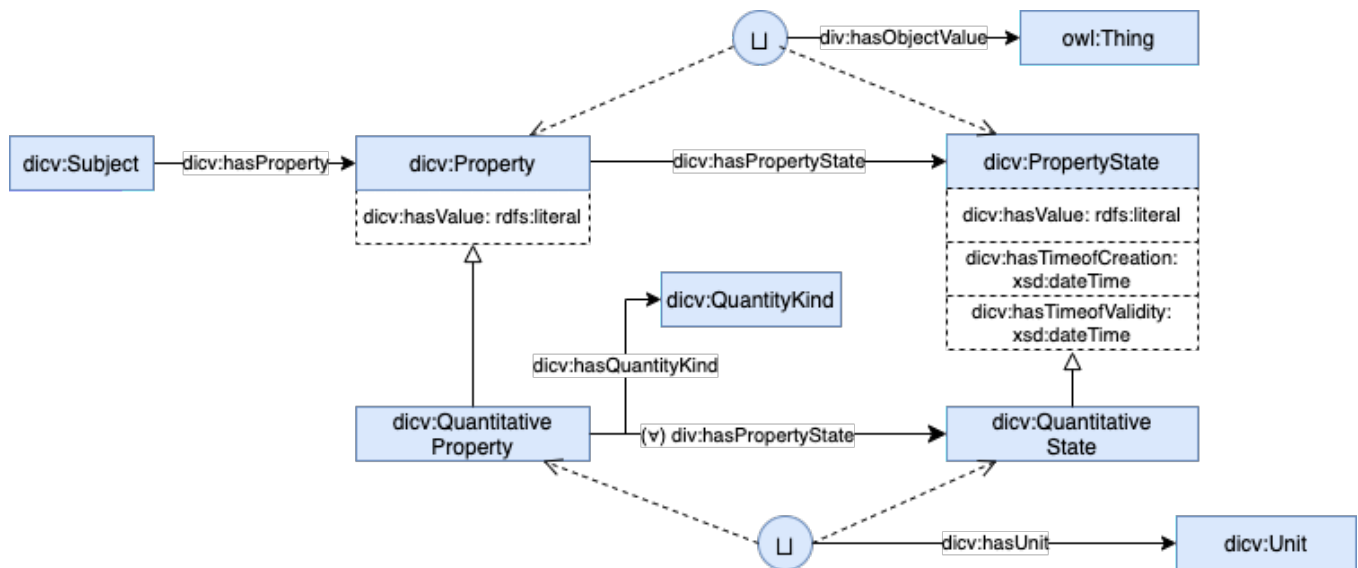 ⊔
div:hasObjectValue
owl:Thing
dicv:Subject
dicv:hasProperty
dicv:Property
dicv:hasPropertyState
dicv:PropertyState
dicv:hasValue: rdfs:literal
dicv:hasValue: rdfs:literal
dicv:hasTimeofCreation:
xsd:dateTime
dicv:hasTimeofValidity:
xsd:dateTime
dicv:QuantityKind
dicv:hasQuantityKind
dicv:Quantitative
Property
(∀) div:hasPropertyState
dicv:Quantitative
State
⊔
dicv:hasUnit
dicv:Unit